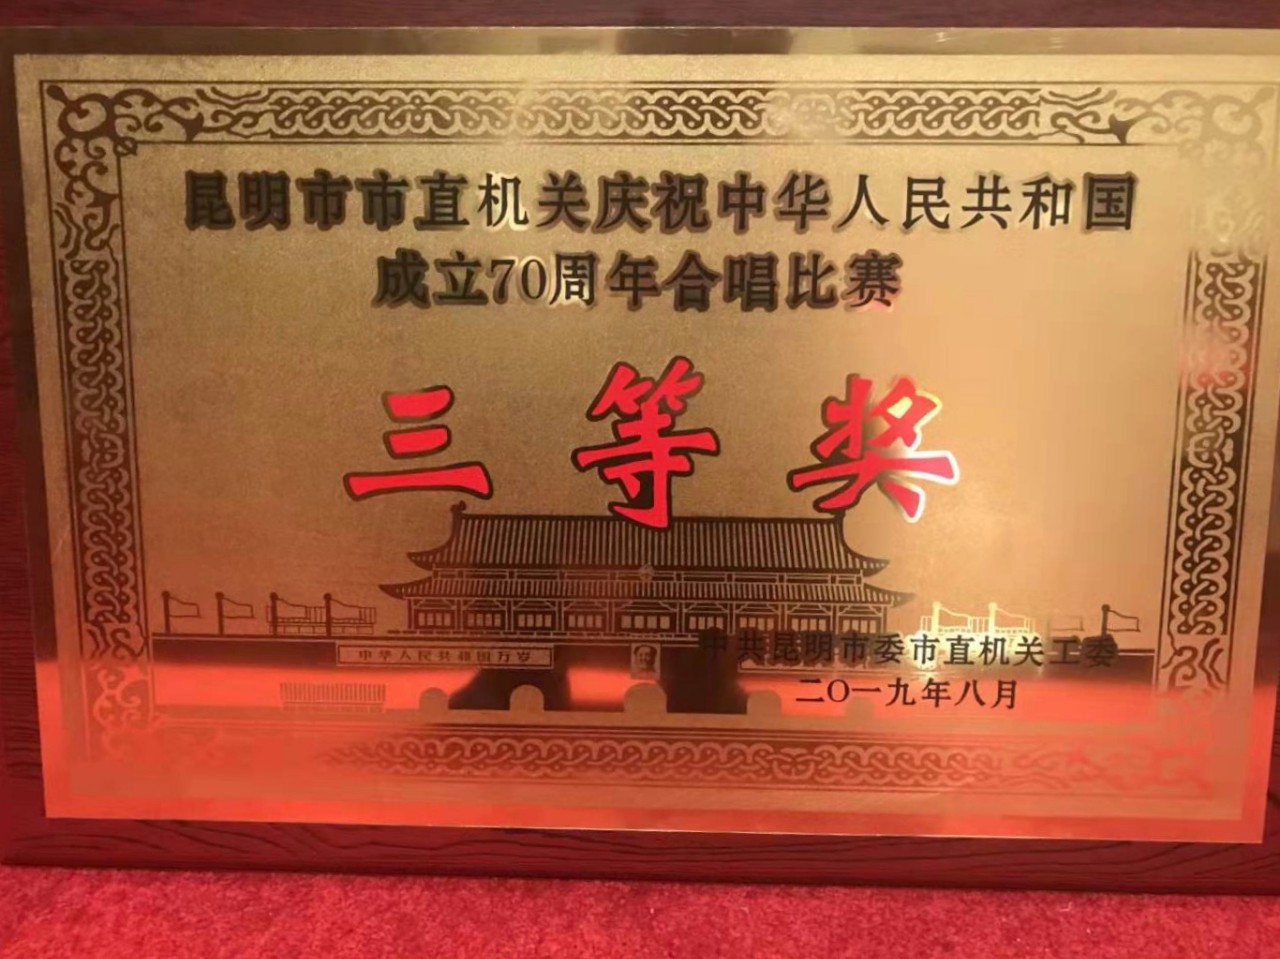 昆明市市直机关庆祝中华人民共和国
成立70周年合唱比赛
三等奖
中华人民共和国万岁
中共昆明市委市直机关工委
二〇一九年八月